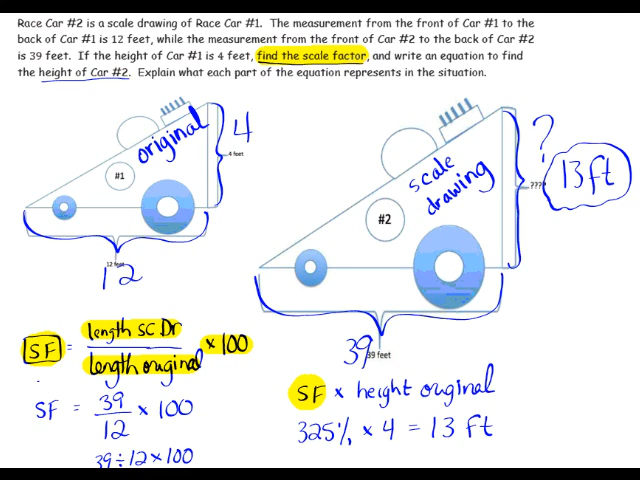 Race Car #2 is a scale drawing of Race Car #1. The measurement from the front of Car #1 to the
back of Car #1 is 12 feet, while the measurement from the front of Car #2 to the back of Car #2
is 39 feet. If the height of Car #1 is 4 feet, find the scale factor, and write an equation to find
the height of Car #2. Explain what each part of the equation represents in the situation.
original
4
4 feet
#1
12 feet
12
scale
drawing
#2
?
???
13 ft
39
39 feet
SF = length SC Dr / length original × 100
SF = 39/12 × 100
39 ÷ 12 × 100
SF × height original
325% × 4 = 13 ft